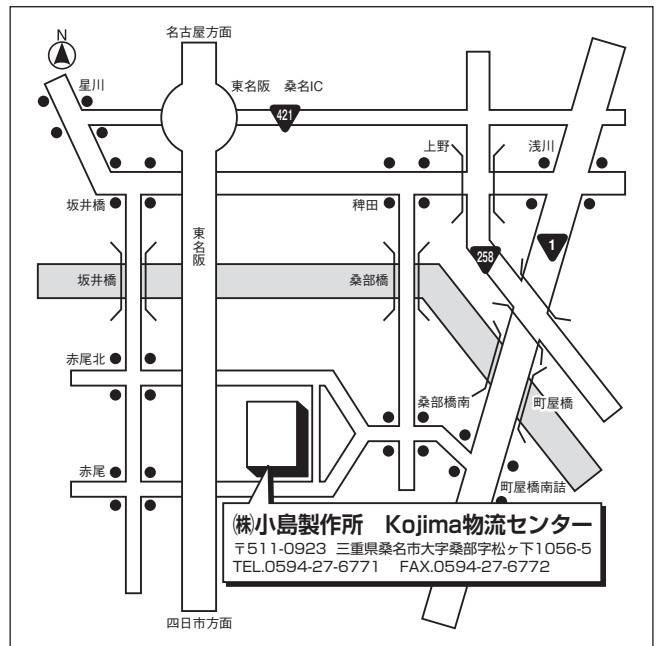 N
名古屋方面
星川
東名阪 桑名IC
421
上野
浅川
坂井橋
稗田
東名阪
258
1
坂井橋
桑部橋
赤尾北
桑部橋南
町屋橋
赤尾
町屋橋南詰
㈱小島製作所 Kojima物流センター
〒511-0923 三重県桑名市大字桑部字松ヶ下1056-5
TEL.0594-27-6771 FAX.0594-27-6772
四日市方面